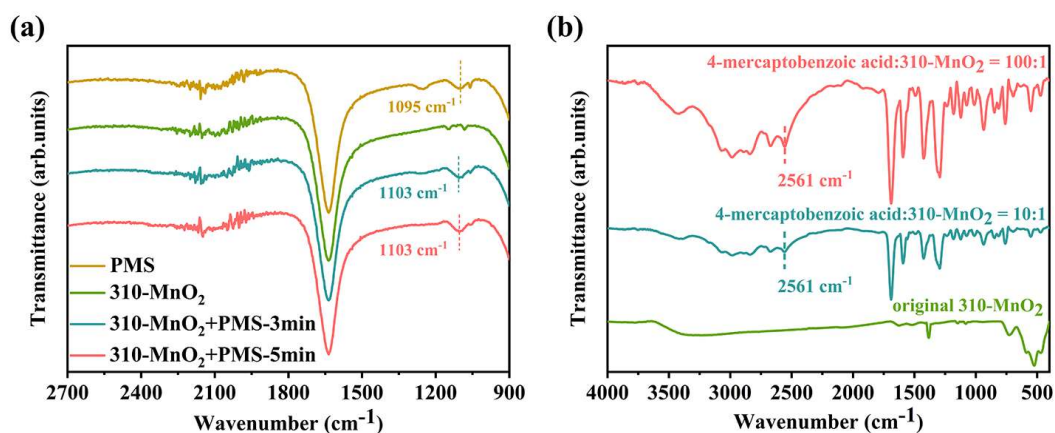 (a)
Transmittance (arb.units)
1095 cm⁻¹
1103 cm⁻¹
1103 cm⁻¹
PMS
310-MnO₂
310-MnO₂+PMS-3min
310-MnO₂+PMS-5min
2700 2400 2100 1800 1500 1200 900
Wavenumber (cm⁻¹)
(b)
Transmittance (arb.units)
4-mercaptobenzoic acid:310-MnO₂ = 100:1
2561 cm⁻¹
4-mercaptobenzoic acid:310-MnO₂ = 10:1
2561 cm⁻¹
original 310-MnO₂
4000 3500 3000 2500 2000 1500 1000 500
Wavenumber (cm⁻¹)